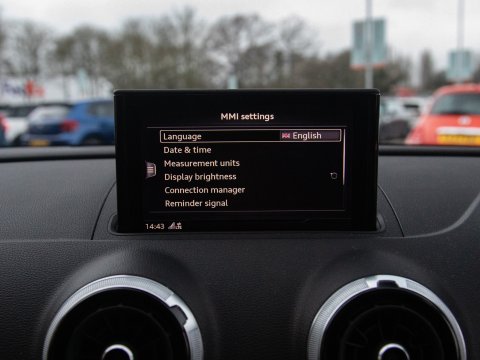 MMI settings
Language English
Date & time
Measurement units
Display brightness
Connection manager
Reminder signal
14:43